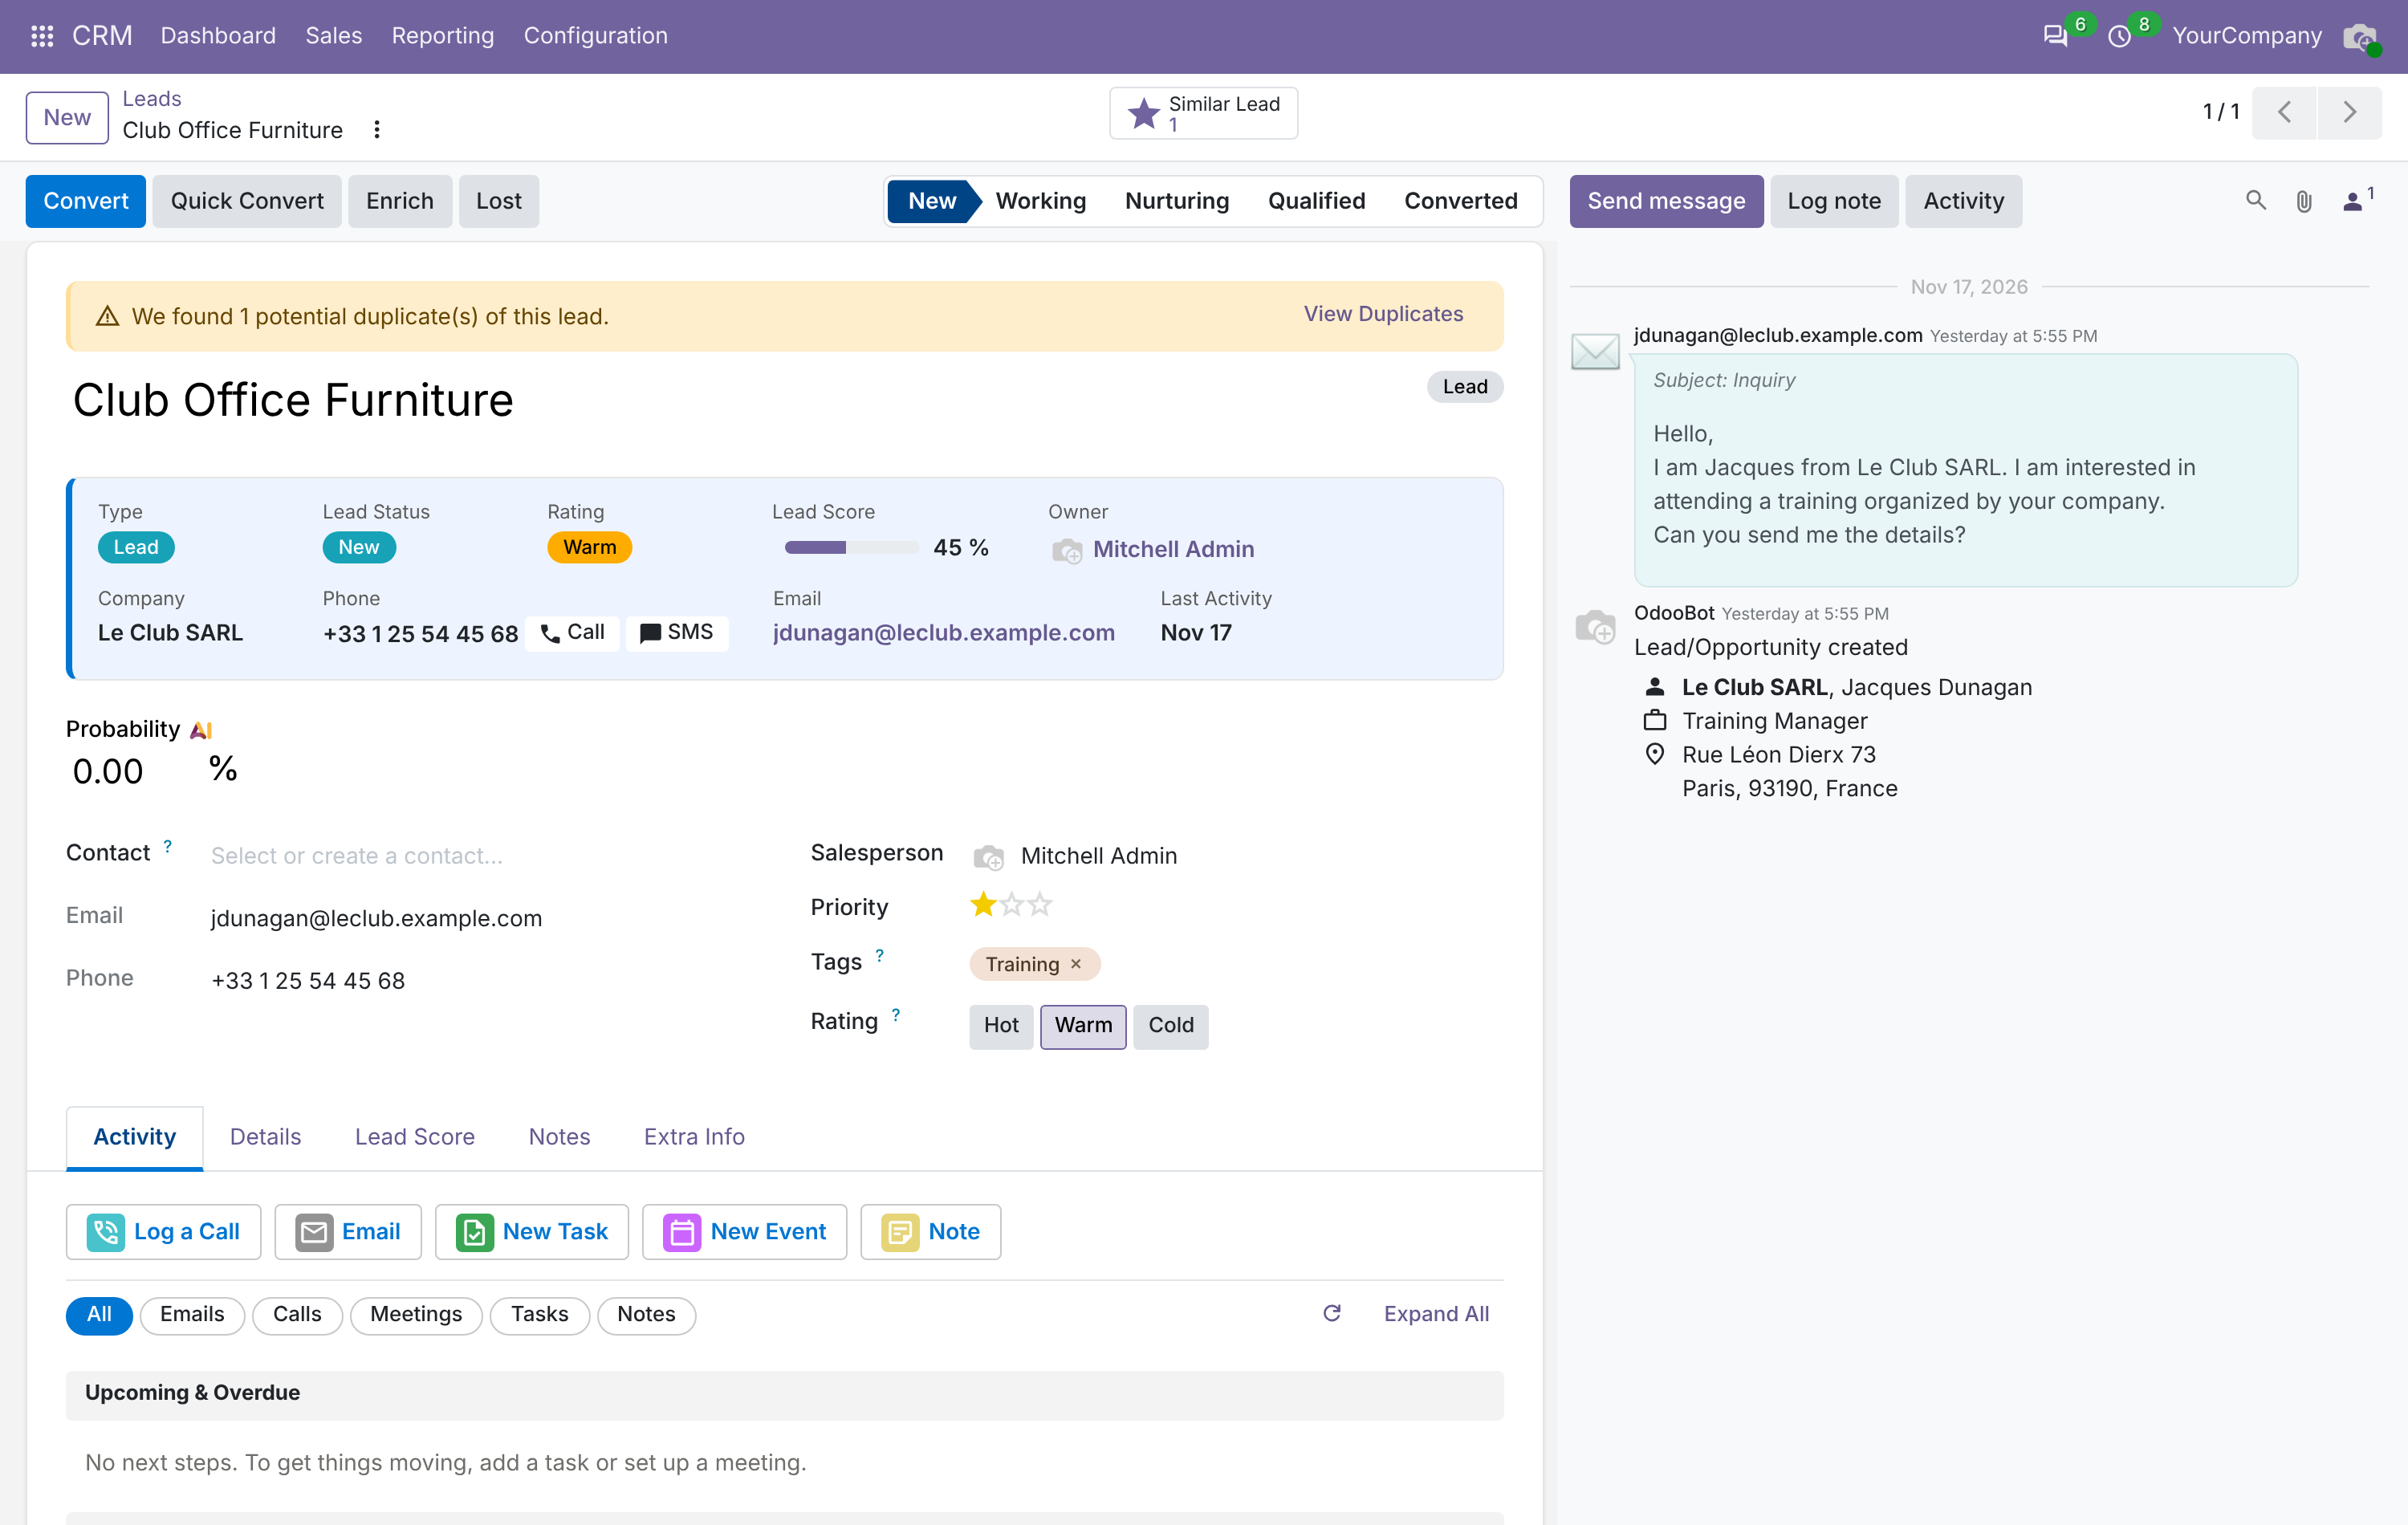 CRM Dashboard Sales Reporting Configuration 6 8 YourCompany
New Leads
Club Office Furniture
Similar Lead
1
1 / 1
Convert Quick Convert Enrich Lost New Working Nurturing Qualified Converted Send message Log note Activity 1
We found 1 potential duplicate(s) of this lead. View Duplicates
Club Office Furniture Lead
Type Lead Status Rating Lead Score Owner
Lead New Warm 45 % Mitchell Admin
Company Phone Email Last Activity
Le Club SARL +33 1 25 54 45 68 Call SMS jdunagan@leclub.example.com Nov 17
Probability AI
0.00 %
Contact ? Select or create a contact...
Email jdunagan@leclub.example.com
Phone +33 1 25 54 45 68
Salesperson Mitchell Admin
Priority
Tags ? Training ×
Rating ? Hot Warm Cold
Activity Details Lead Score Notes Extra Info
Log a Call Email New Task New Event Note
All Emails Calls Meetings Tasks Notes Expand All
Upcoming & Overdue
No next steps. To get things moving, add a task or set up a meeting.
Nov 17, 2026
jdunagan@leclub.example.com Yesterday at 5:55 PM
Subject: Inquiry
Hello,
I am Jacques from Le Club SARL. I am interested in
attending a training organized by your company.
Can you send me the details?
OdooBot Yesterday at 5:55 PM
Lead/Opportunity created
Le Club SARL, Jacques Dunagan
Training Manager
Rue Léon Dierx 73
Paris, 93190, France